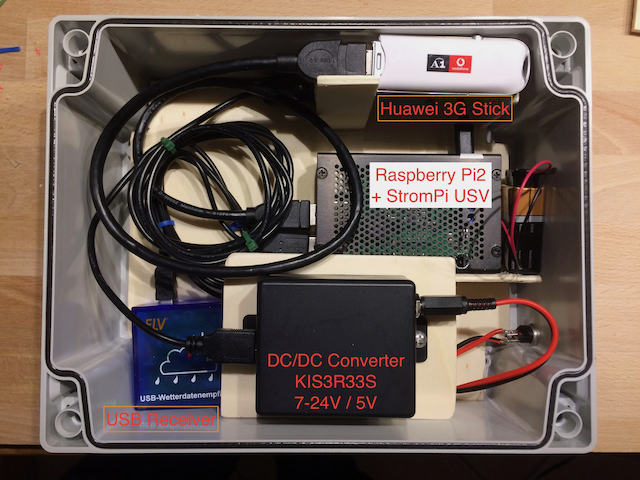 A1
vodafone
Huawei 3G Stick
Raspberry Pi2
+ StromPi USV
DC/DC Converter
KIS3R33S
7-24V / 5V
ELV
USB-Wetterdatenempf
USB Receiver